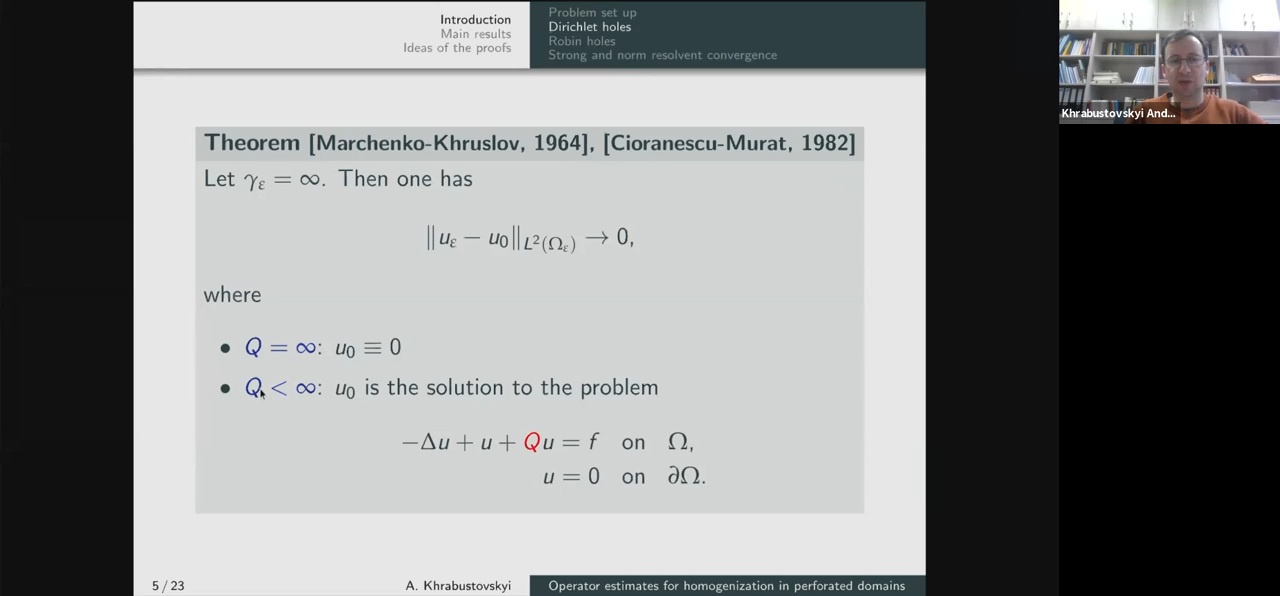 Introduction
Main results
Ideas of the proofs
Problem set up
Dirichlet holes
Robin holes
Strong and norm resolvent convergence
Khrabustovskyi And...
Theorem [Marchenko-Khruslov, 1964], [Cioranescu-Murat, 1982]
Let γ_ε = ∞. Then one has
‖u_ε − u_0‖_{L²(Ω_ε)} → 0,
where
• Q = ∞: u_0 ≡ 0
• Q < ∞: u_0 is the solution to the problem
−Δu + u + Qu = f on Ω,
u = 0 on ∂Ω.
5 / 23
A. Khrabustovskyi
Operator estimates for homogenization in perforated domains